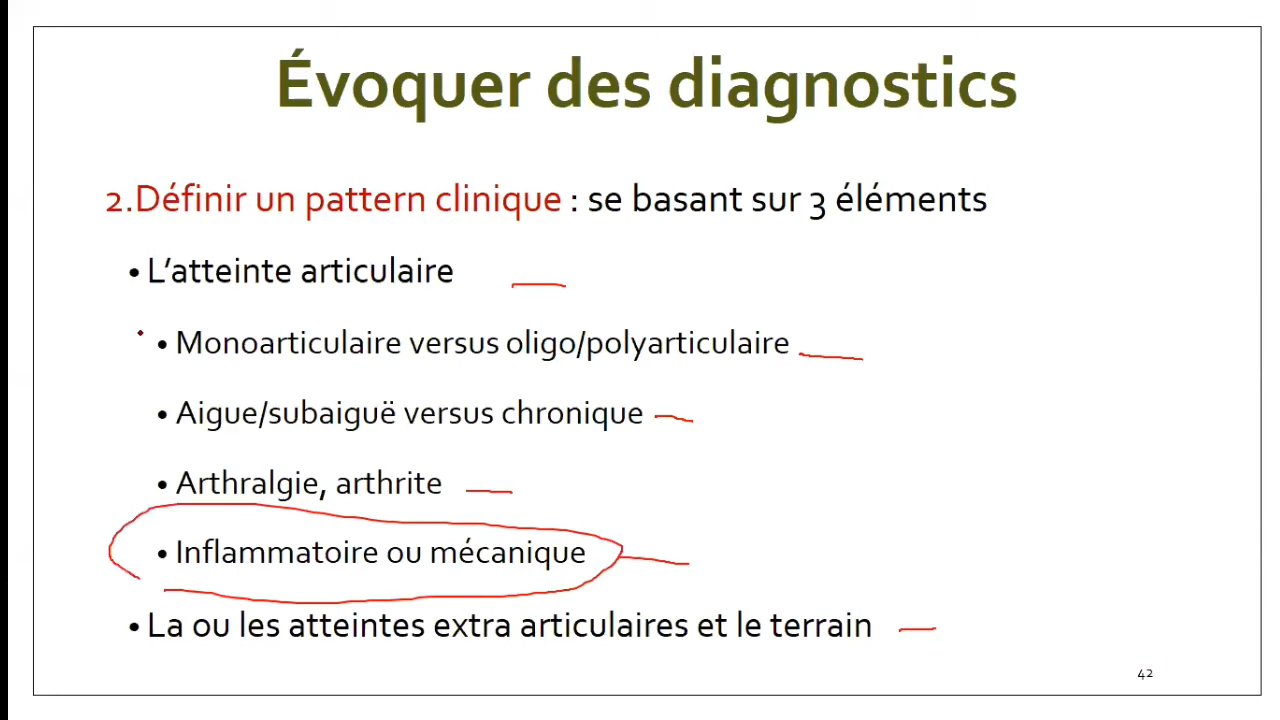 Évoquer des diagnostics
2.Définir un pattern clinique : se basant sur 3 éléments
• L’atteinte articulaire
• Monoarticulaire versus oligo/polyarticulaire
• Aigue/subaiguë versus chronique
• Arthralgie, arthrite
• Inflammatoire ou mécanique
• La ou les atteintes extra articulaires et le terrain
42